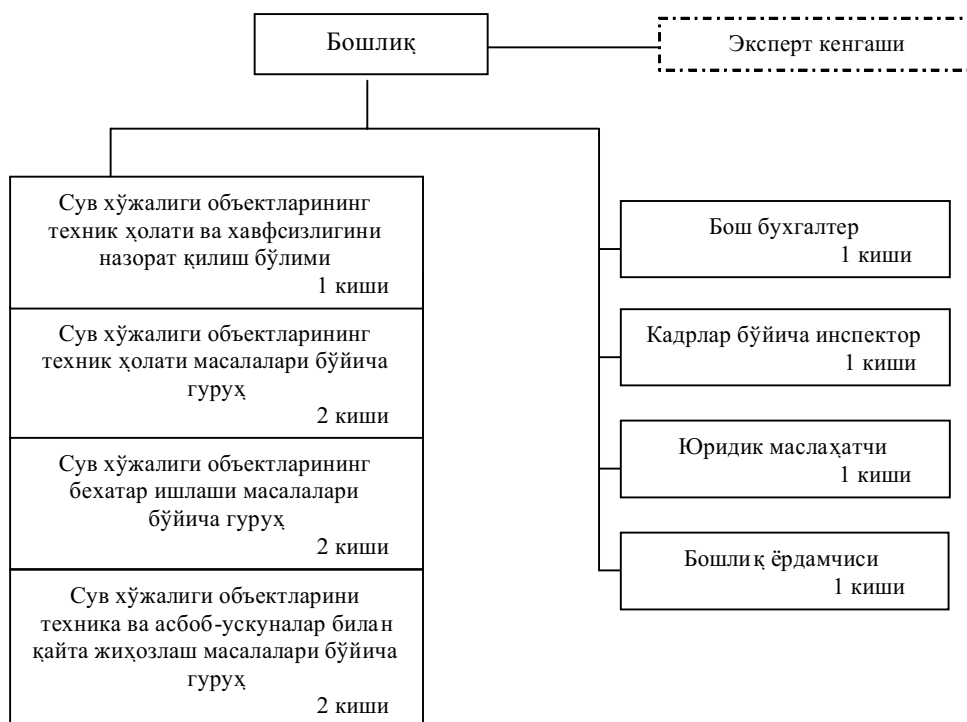 Бошлиқ
Эксперт кенгаши
Сув хўжалиги объектларининг
техник ҳолати ва хавфсизлигини
назорат қилиш бўлими
1 киши
Сув хўжалиги объектларининг
техник ҳолати масалалари бўйича
гуруҳ
2 киши
Сув хўжалиги объектларининг
бехатар ишлаши масалалари
бўйича гуруҳ
2 киши
Сув хўжалиги объектларини
техника ва асбоб-ускуналар билан
қайта жиҳозлаш масалалари бўйича
гуруҳ
2 киши
Бош бухгалтер
1 киши
Кадрлар бўйича инспектор
1 киши
Юридик маслаҳатчи
1 киши
Бошлиқ ёрдамчиси
1 киши